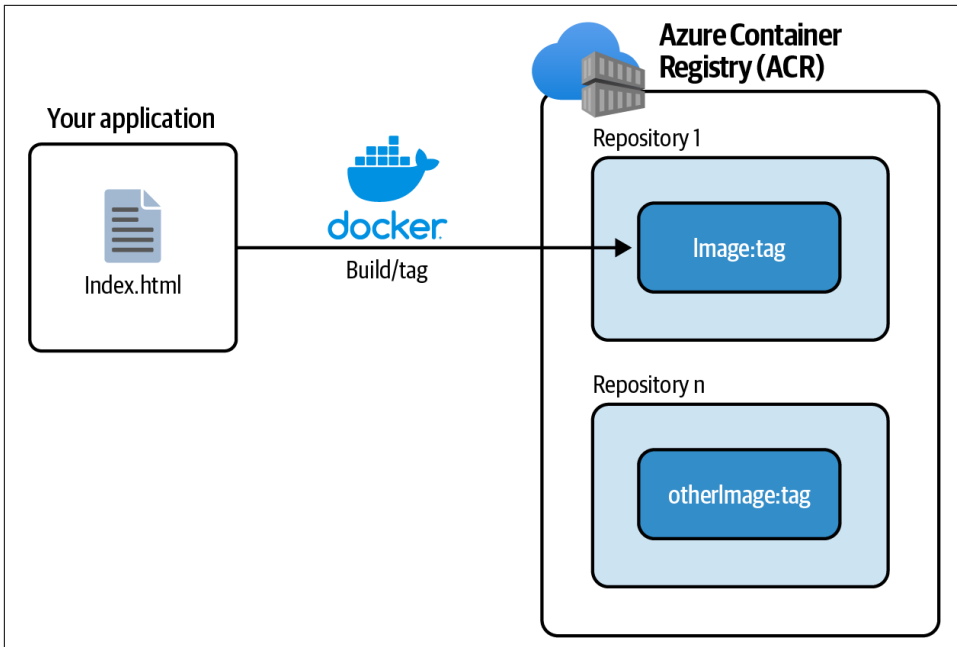 Azure Container
Registry (ACR)
Your application
Index.html
docker
Build/tag
Repository 1
Image:tag
Repository n
otherImage:tag